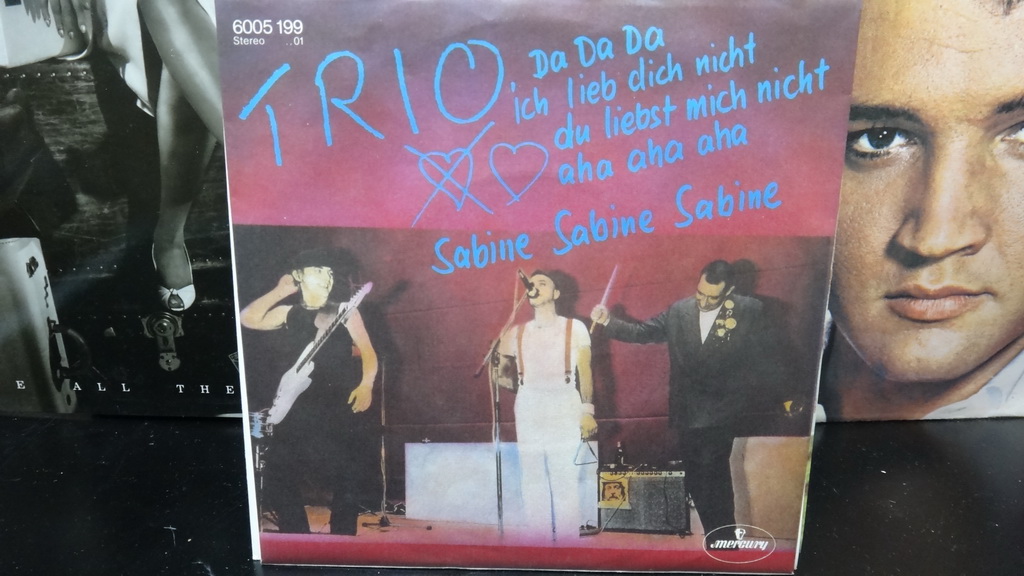 6005 199
Stereo ..01
TRIO
Da Da Da
ich lieb dich nicht
du liebst mich nicht
aha aha aha
Sabine Sabine Sabine
mercury
E ALL THE